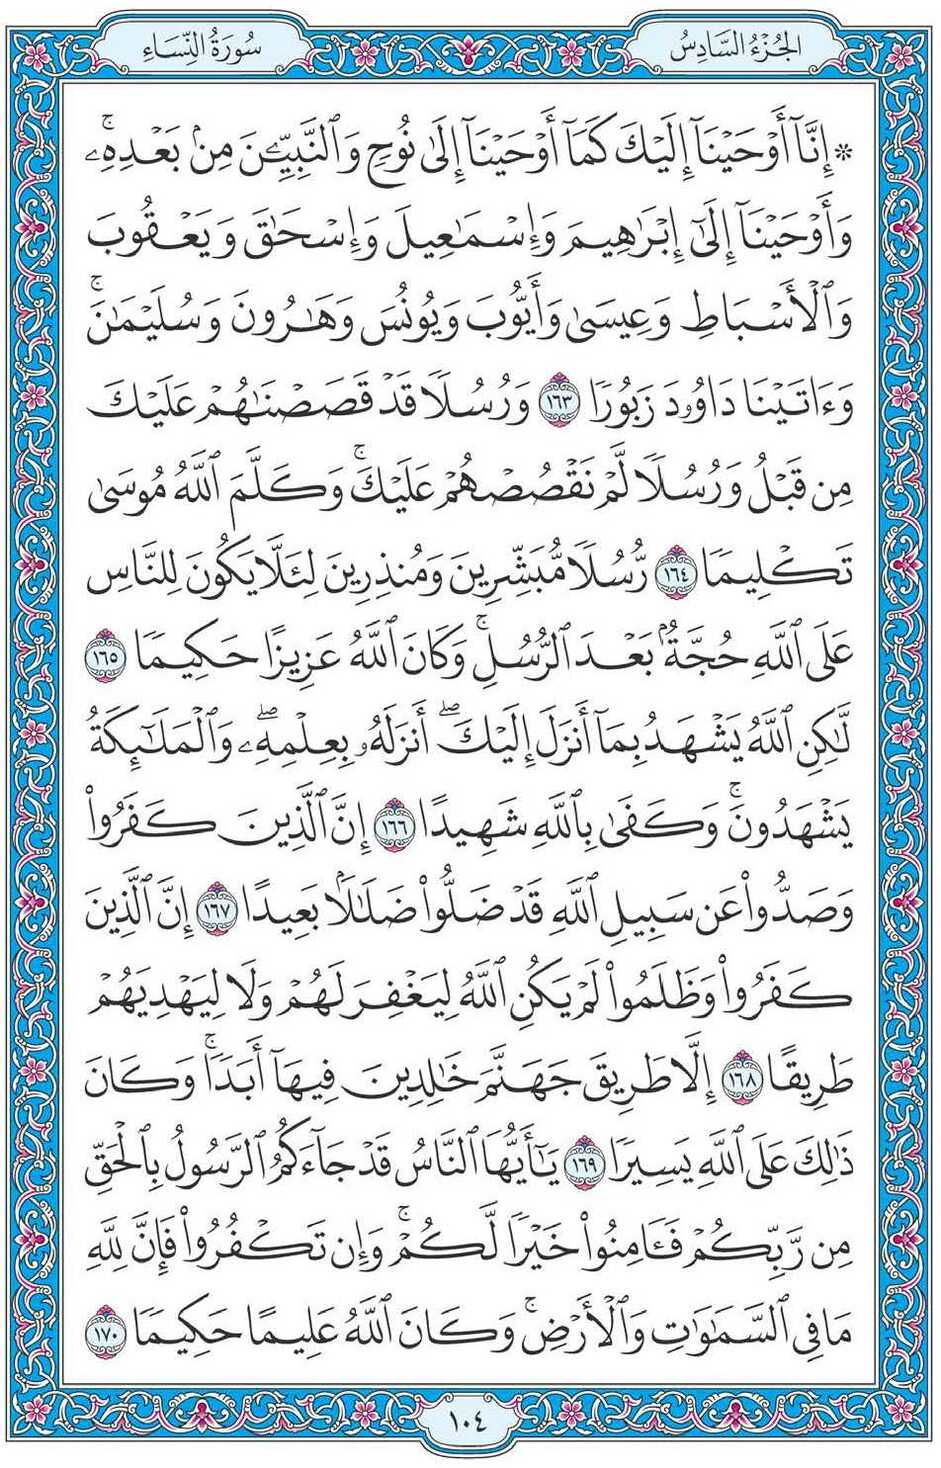 الجُزْءُ السَّادِسُ
سُورَةُ النِّسَاءِ
* إِنَّآ أَوْحَيْنَآ إِلَيْكَ كَمَآ أَوْحَيْنَآ إِلَىٰ نُوحٍ وَٱلنَّبِيِّـۧنَ مِنۢ بَعْدِهِۦۚ
وَأَوْحَيْنَآ إِلَىٰٓ إِبْرَٰهِيمَ وَإِسْمَٰعِيلَ وَإِسْحَٰقَ وَيَعْقُوبَ
وَٱلْأَسْبَاطِ وَعِيسَىٰ وَأَيُّوبَ وَيُونُسَ وَهَٰرُونَ وَسُلَيْمَٰنَۚ
وَءَاتَيْنَا دَاوُۥدَ زَبُورًا ١٦٣ وَرُسُلًا قَدْ قَصَصْنَٰهُمْ عَلَيْكَ
مِن قَبْلُ وَرُسُلًا لَّمْ نَقْصُصْهُمْ عَلَيْكَۚ وَكَلَّمَ ٱللَّهُ مُوسَىٰ
تَكْلِيمًا ١٦٤ رُّسُلًا مُّبَشِّرِينَ وَمُنذِرِينَ لِئَلَّا يَكُونَ لِلنَّاسِ
عَلَى ٱللَّهِ حُجَّةٌۢ بَعْدَ ٱلرُّسُلِۚ وَكَانَ ٱللَّهُ عَزِيزًا حَكِيمًا ١٦٥
لَّٰكِنِ ٱللَّهُ يَشْهَدُ بِمَآ أَنزَلَ إِلَيْكَۖ أَنزَلَهُۥ بِعِلْمِهِۦۖ وَٱلْمَلَٰٓئِكَةُ
يَشْهَدُونَۚ وَكَفَىٰ بِٱللَّهِ شَهِيدًا ١٦٦ إِنَّ ٱلَّذِينَ كَفَرُوا۟
وَصَدُّوا۟ عَن سَبِيلِ ٱللَّهِ قَدْ ضَلُّوا۟ ضَلَٰلًۢا بَعِيدًا ١٦٧ إِنَّ ٱلَّذِينَ
كَفَرُوا۟ وَظَلَمُوا۟ لَمْ يَكُنِ ٱللَّهُ لِيَغْفِرَ لَهُمْ وَلَا لِيَهْدِيَهُمْ
طَرِيقًا ١٦٨ إِلَّا طَرِيقَ جَهَنَّمَ خَٰلِدِينَ فِيهَآ أَبَدًاۚ وَكَانَ
ذَٰلِكَ عَلَى ٱللَّهِ يَسِيرًا ١٦٩ يَٰٓأَيُّهَا ٱلنَّاسُ قَدْ جَآءَكُمُ ٱلرَّسُولُ بِٱلْحَقِّ
مِن رَّبِّكُمْ فَـَٔامِنُوا۟ خَيْرًا لَّكُمْۚ وَإِن تَكْفُرُوا۟ فَإِنَّ لِلَّهِ
مَا فِى ٱلسَّمَٰوَٰتِ وَٱلْأَرْضِۚ وَكَانَ ٱللَّهُ عَلِيمًا حَكِيمًا ١٧٠
١٠٤